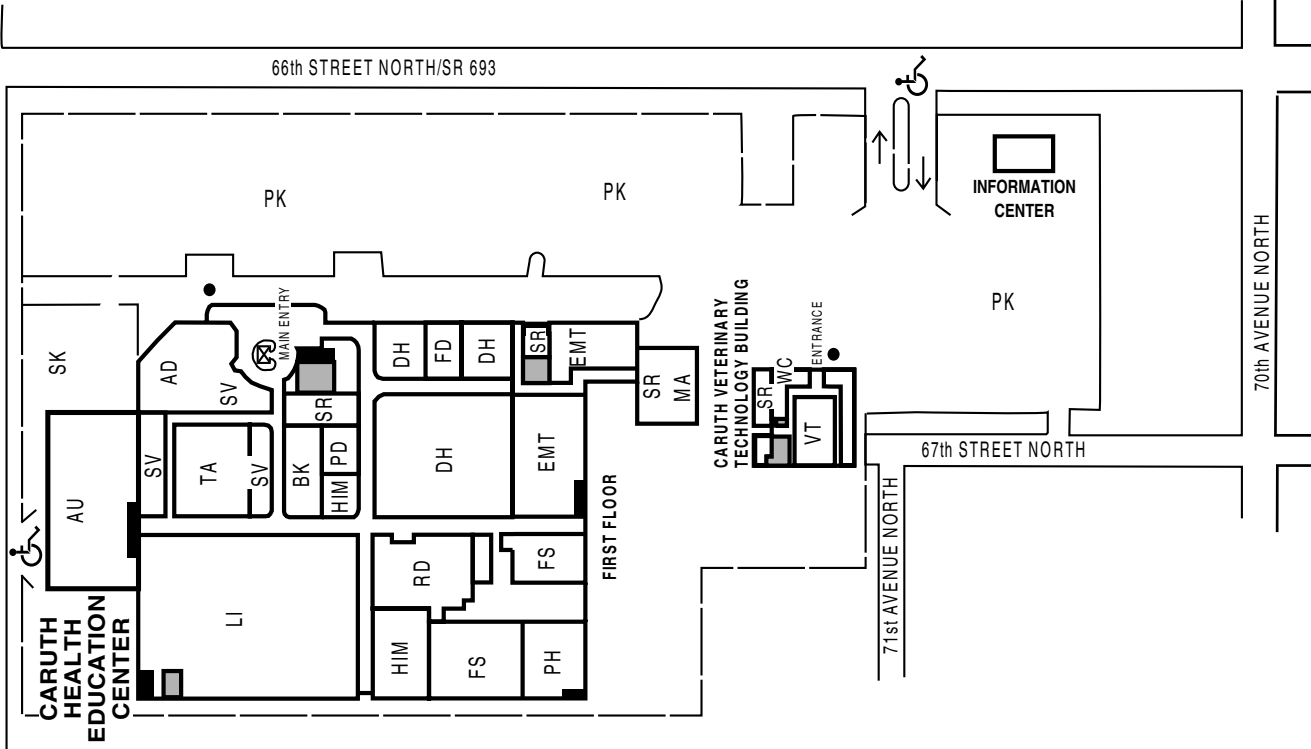 66th STREET NORTH/SR 693
INFORMATION
CENTER
PK
PK
PK
70th AVENUE NORTH
SK
MAIN ENTRY
AD
SV
DH
FD
DH
SR
EMT
SR
MA
CARUTH VETERINARY
TECHNOLOGY BUILDING
ENTRANCE
WC
SR
VT
67th STREET NORTH
71st AVENUE NORTH
AU
SV
TA
SV
SR
BK
PD
HIM
DH
EMT
FIRST FLOOR
LI
RD
FS
HIM
FS
PH
CARUTH
HEALTH
EDUCATION
CENTER